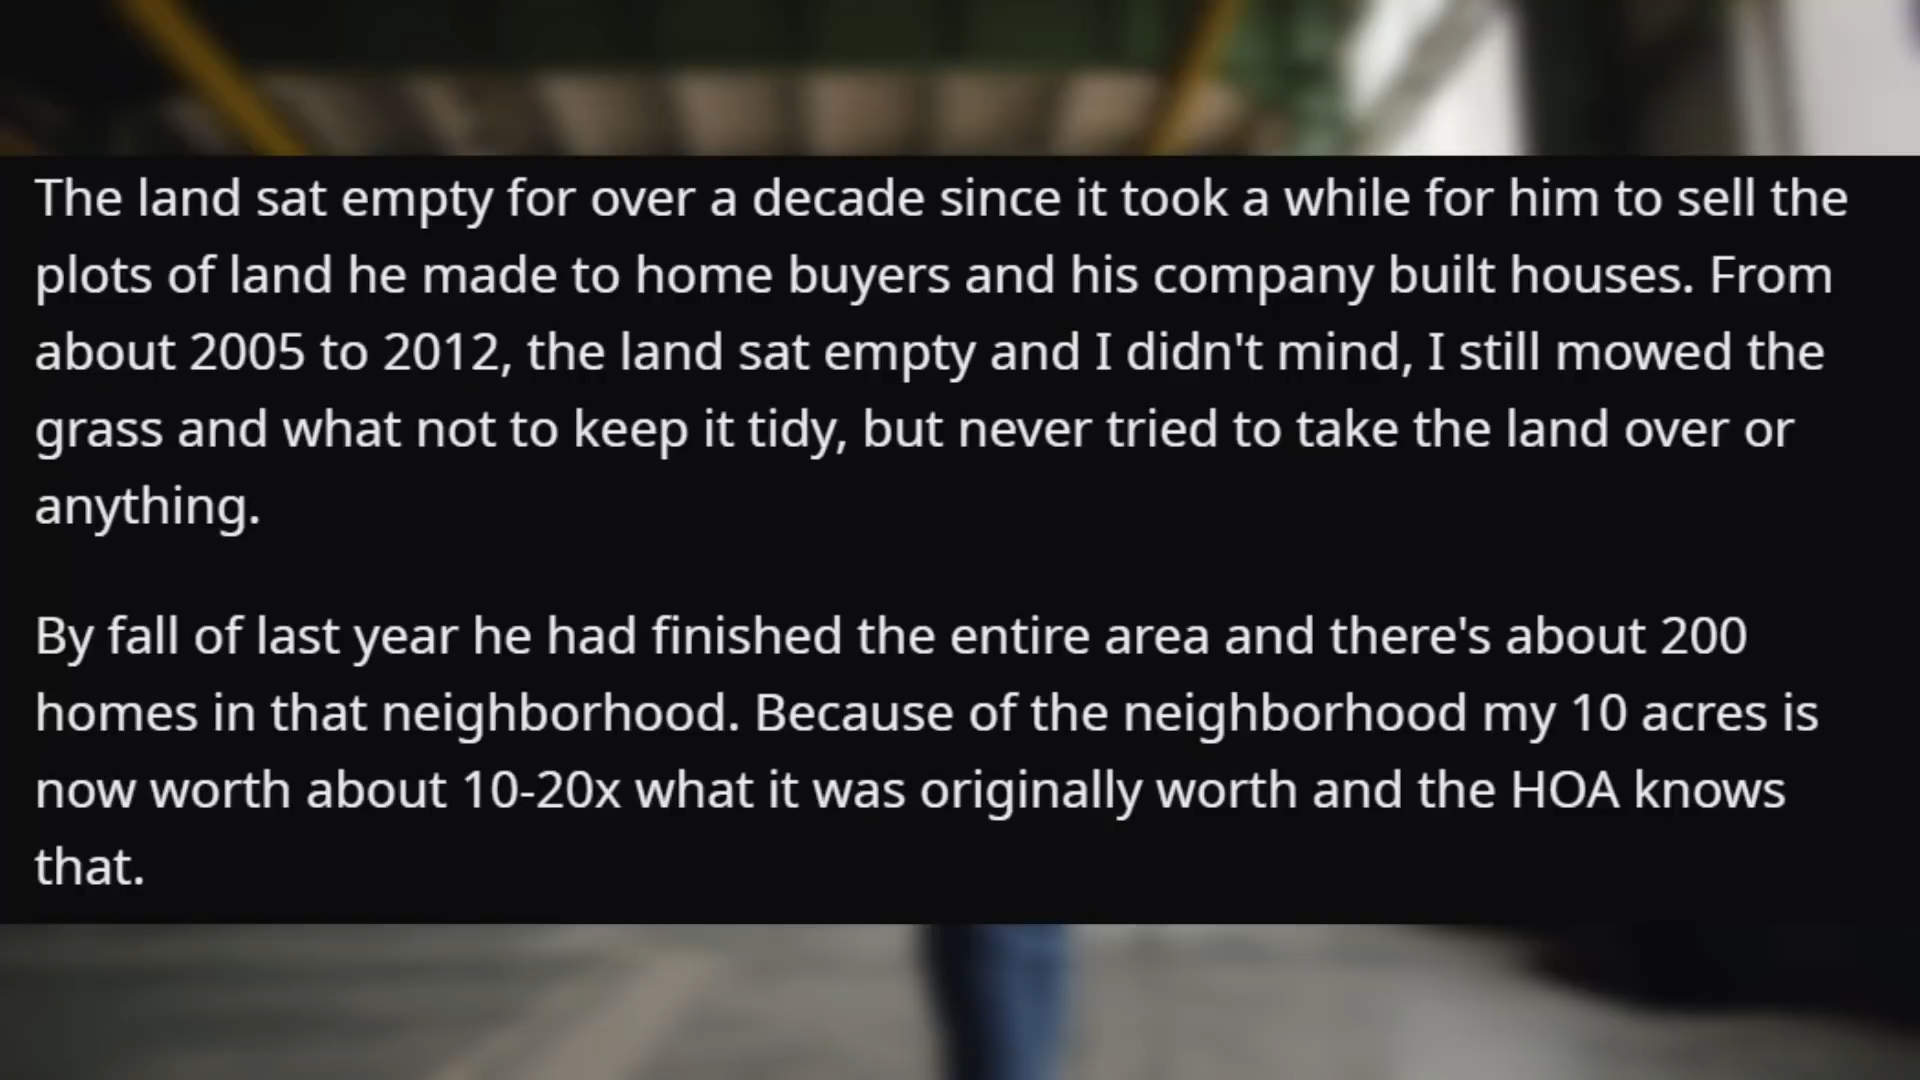 The land sat empty for over a decade since it took a while for him to sell the
plots of land he made to home buyers and his company built houses. From
about 2005 to 2012, the land sat empty and I didn't mind, I still mowed the
grass and what not to keep it tidy, but never tried to take the land over or
anything.
By fall of last year he had finished the entire area and there's about 200
homes in that neighborhood. Because of the neighborhood my 10 acres is
now worth about 10-20x what it was originally worth and the HOA knows
that.